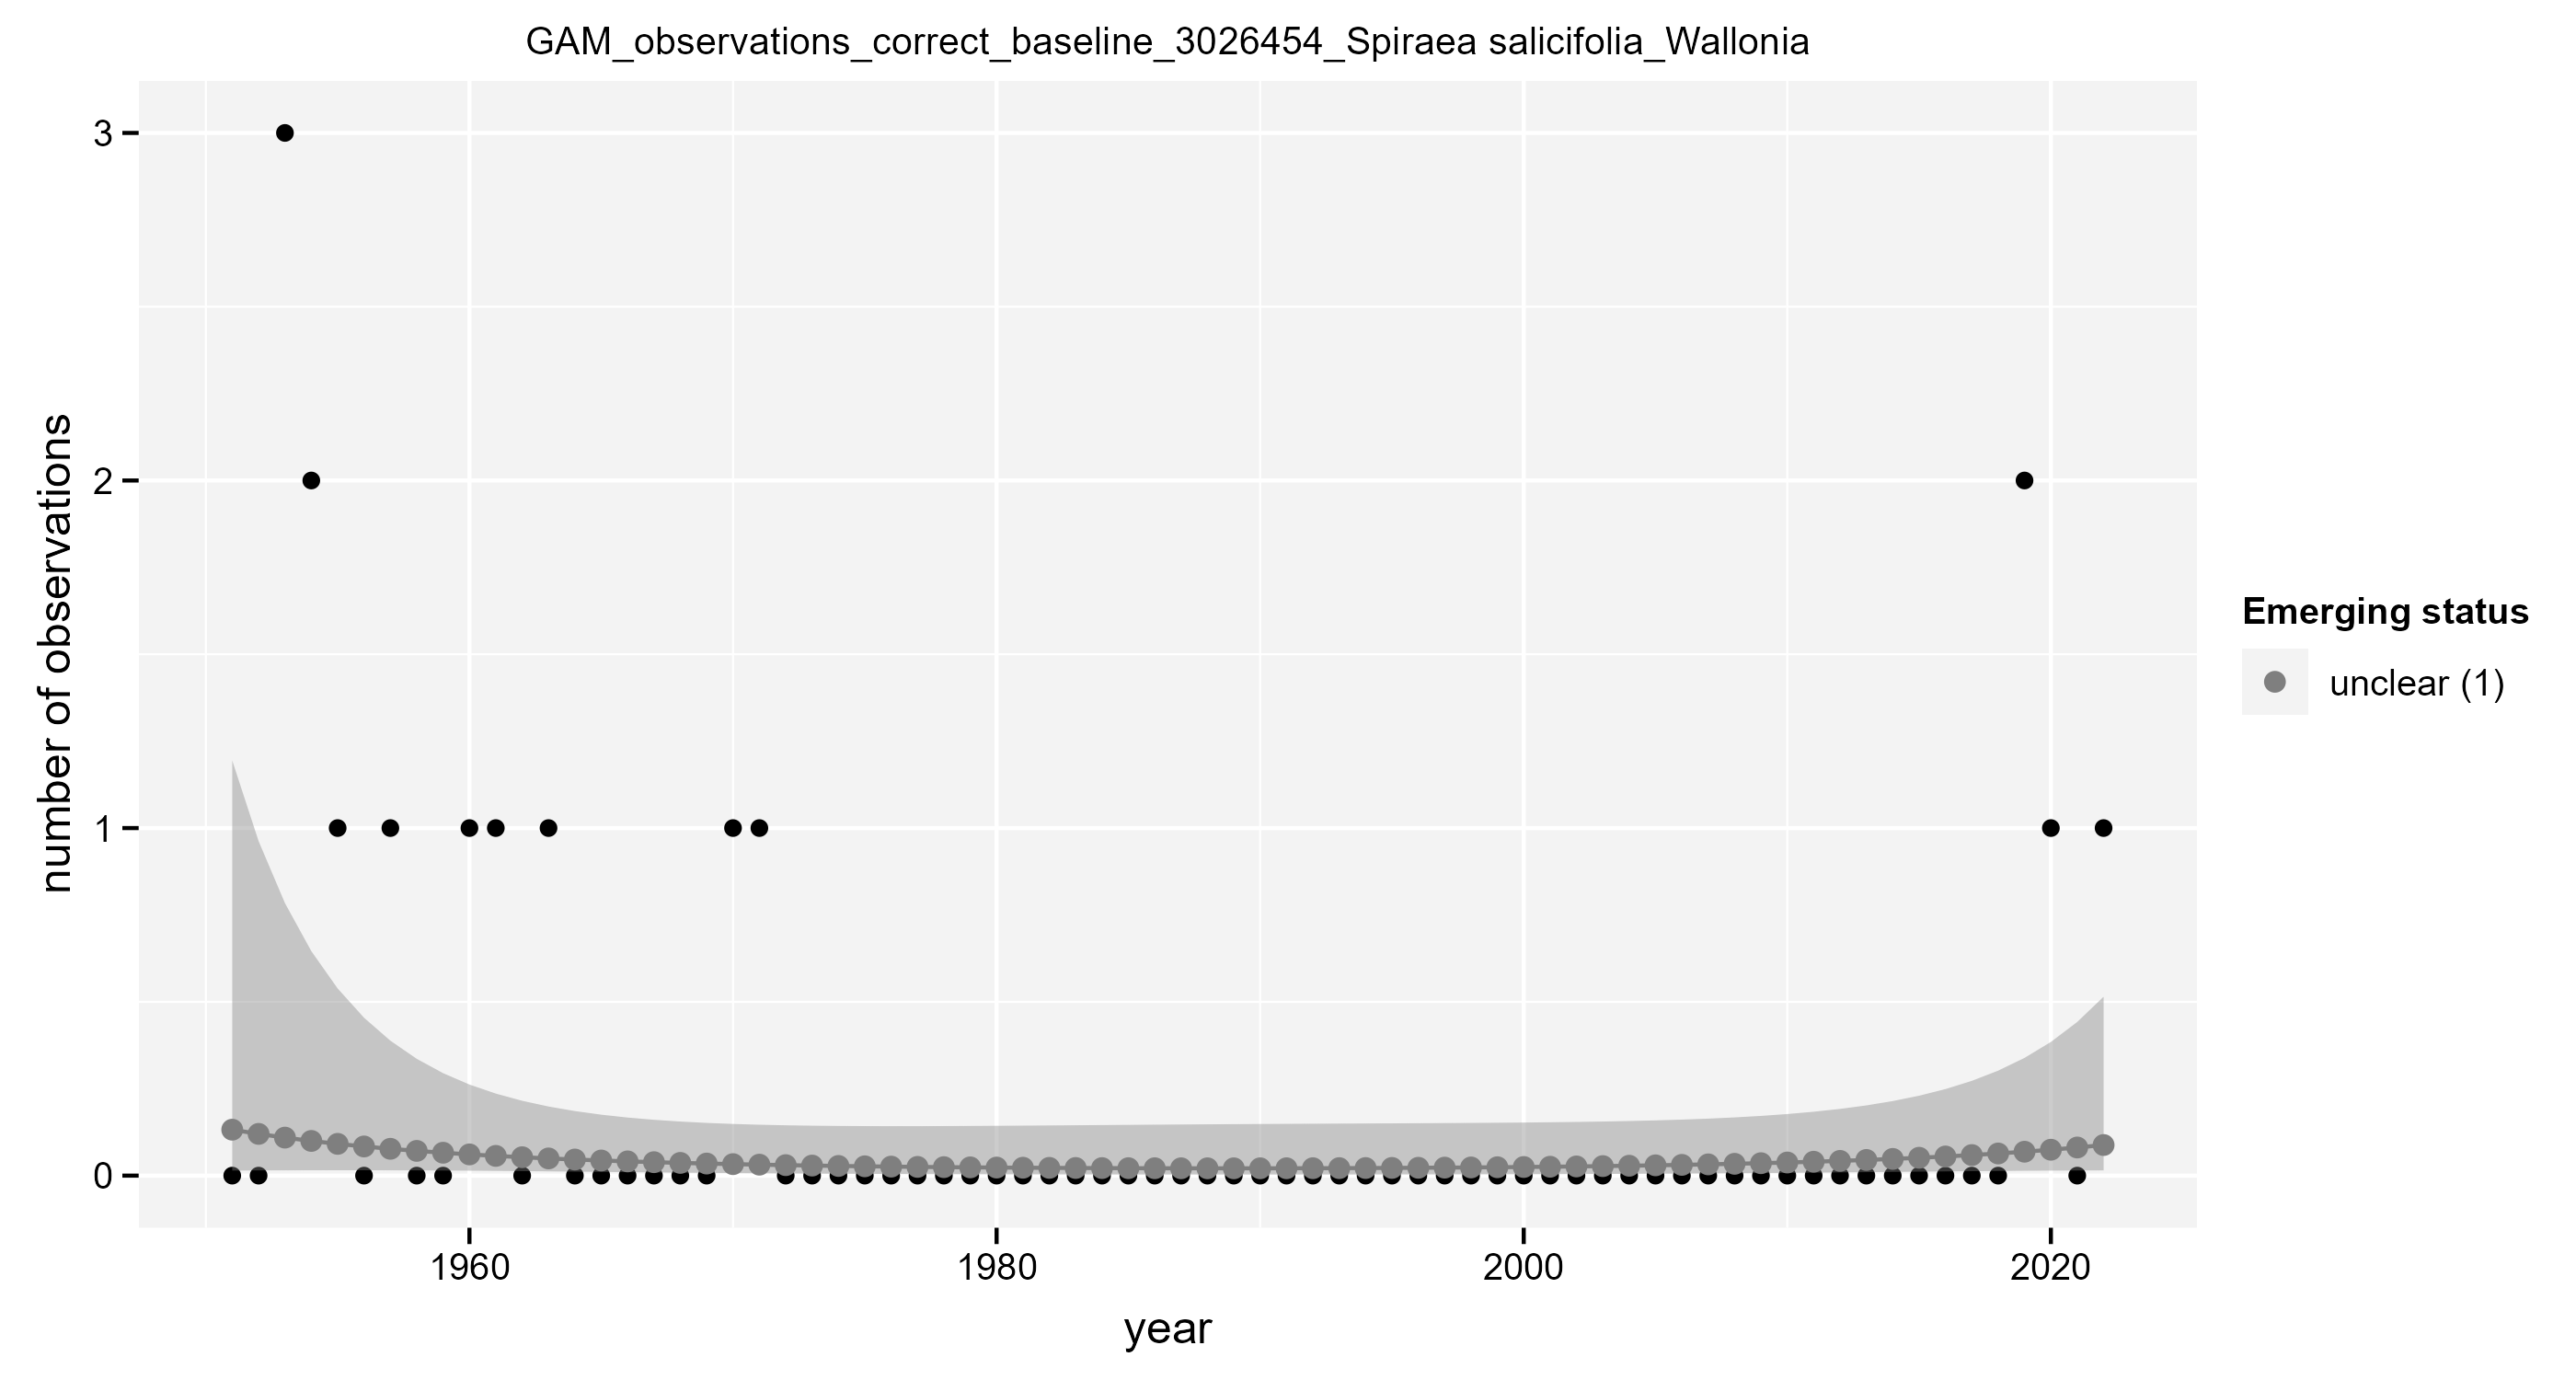 GAM_observations_correct_baseline_3026454_Spiraea salicifolia_Wallonia
number of observations
3
2
1
0
1960 1980 2000 2020
year
Emerging status
unclear (1)